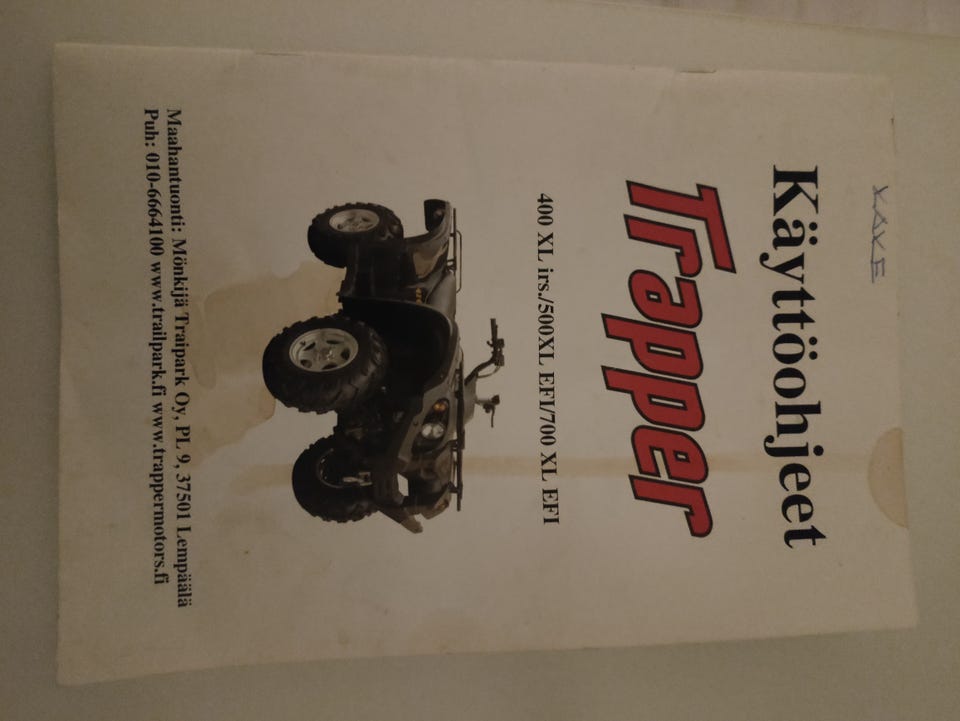 KAKE
Käyttöohjeet
Trapper
400 XL irs./500XL EFI/700 XL EFI
Maahantuonti: Mönkijä Traipark Oy, PL 9, 37501 Lempäälä
Puh: 010-6664100 www.trailpark.fi www.trappermotors.fi